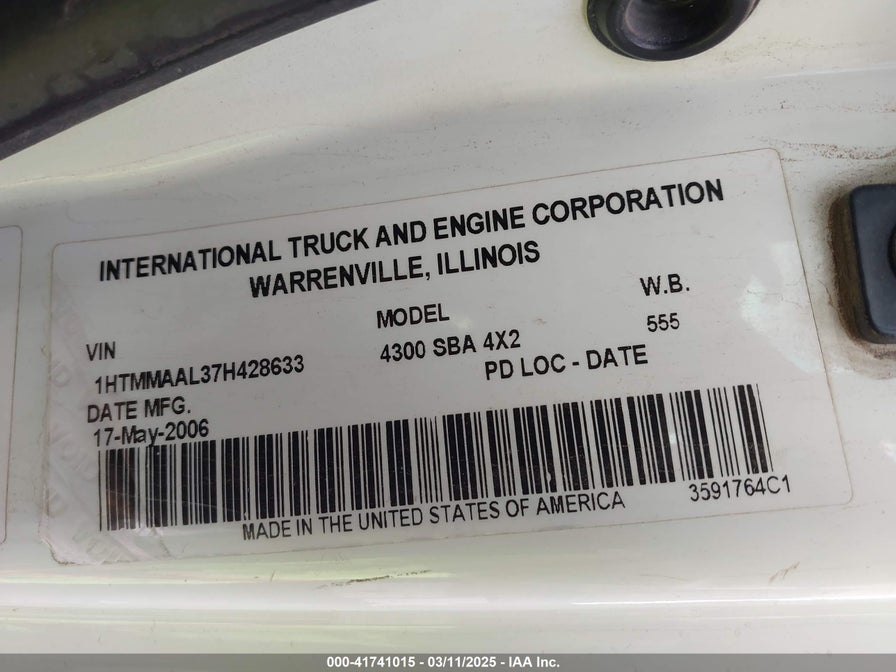 INTERNATIONAL TRUCK AND ENGINE CORPORATION
WARRENVILLE, ILLINOIS
VIN MODEL W.B.
1HTMMAAL37H428633 4300 SBA 4X2 555
DATE MFG. PD LOC - DATE
17-May-2006
MADE IN THE UNITED STATES OF AMERICA 3591764C1
000-41741015 - 03/11/2025 - IAA Inc.